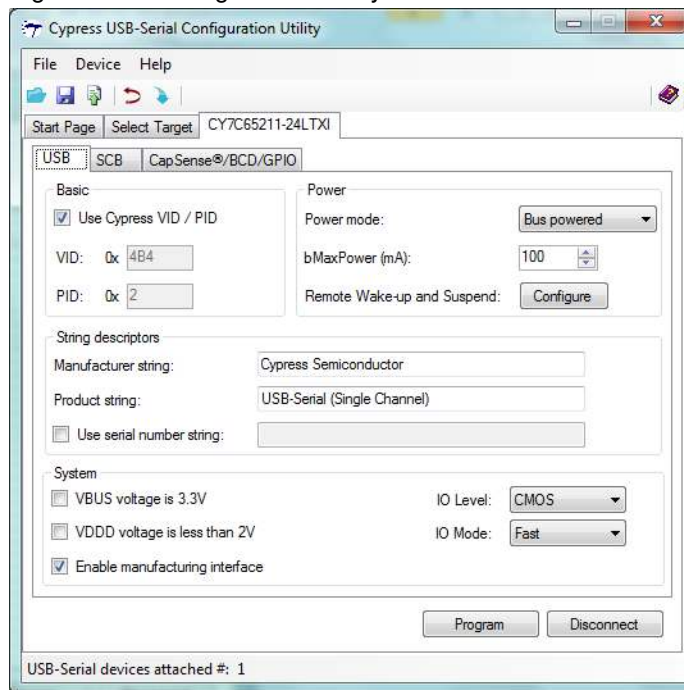 Cypress USB-Serial Configuration Utility
File Device Help
Start Page Select Target CY7C65211-24LTXI
USB SCB CapSense®/BCD/GPIO
Basic
Use Cypress VID / PID
VID: 0x 4B4
PID: 0x 2
Power
Power mode: Bus powered
bMaxPower (mA): 100
Remote Wake-up and Suspend: Configure
String descriptors
Manufacturer string: Cypress Semiconductor
Product string: USB-Serial (Single Channel)
Use serial number string:
System
VBUS voltage is 3.3V IO Level: CMOS
VDDD voltage is less than 2V IO Mode: Fast
Enable manufacturing interface
Program Disconnect
USB-Serial devices attached #: 1